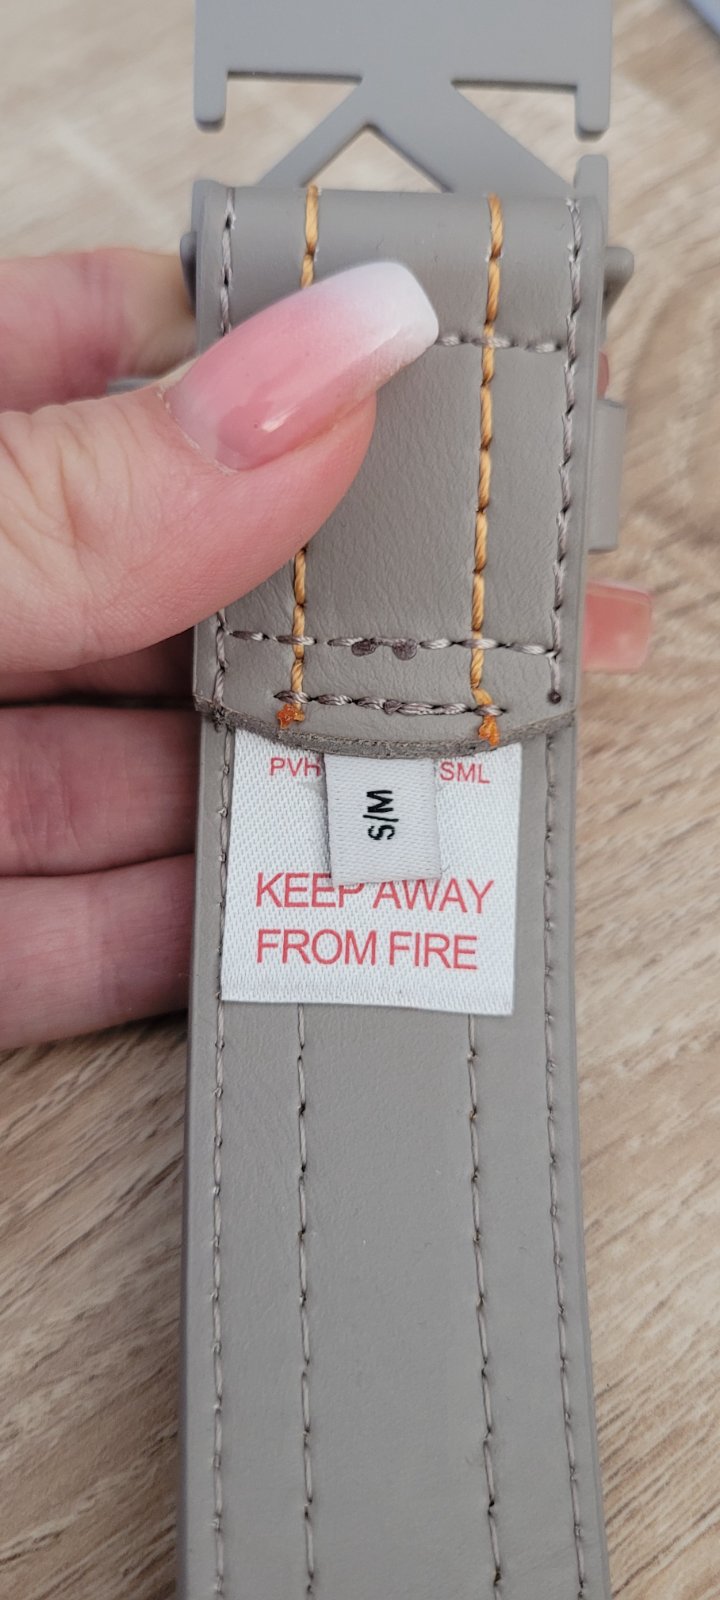 PVH SML
S/M
KEEP AWAY
FROM FIRE